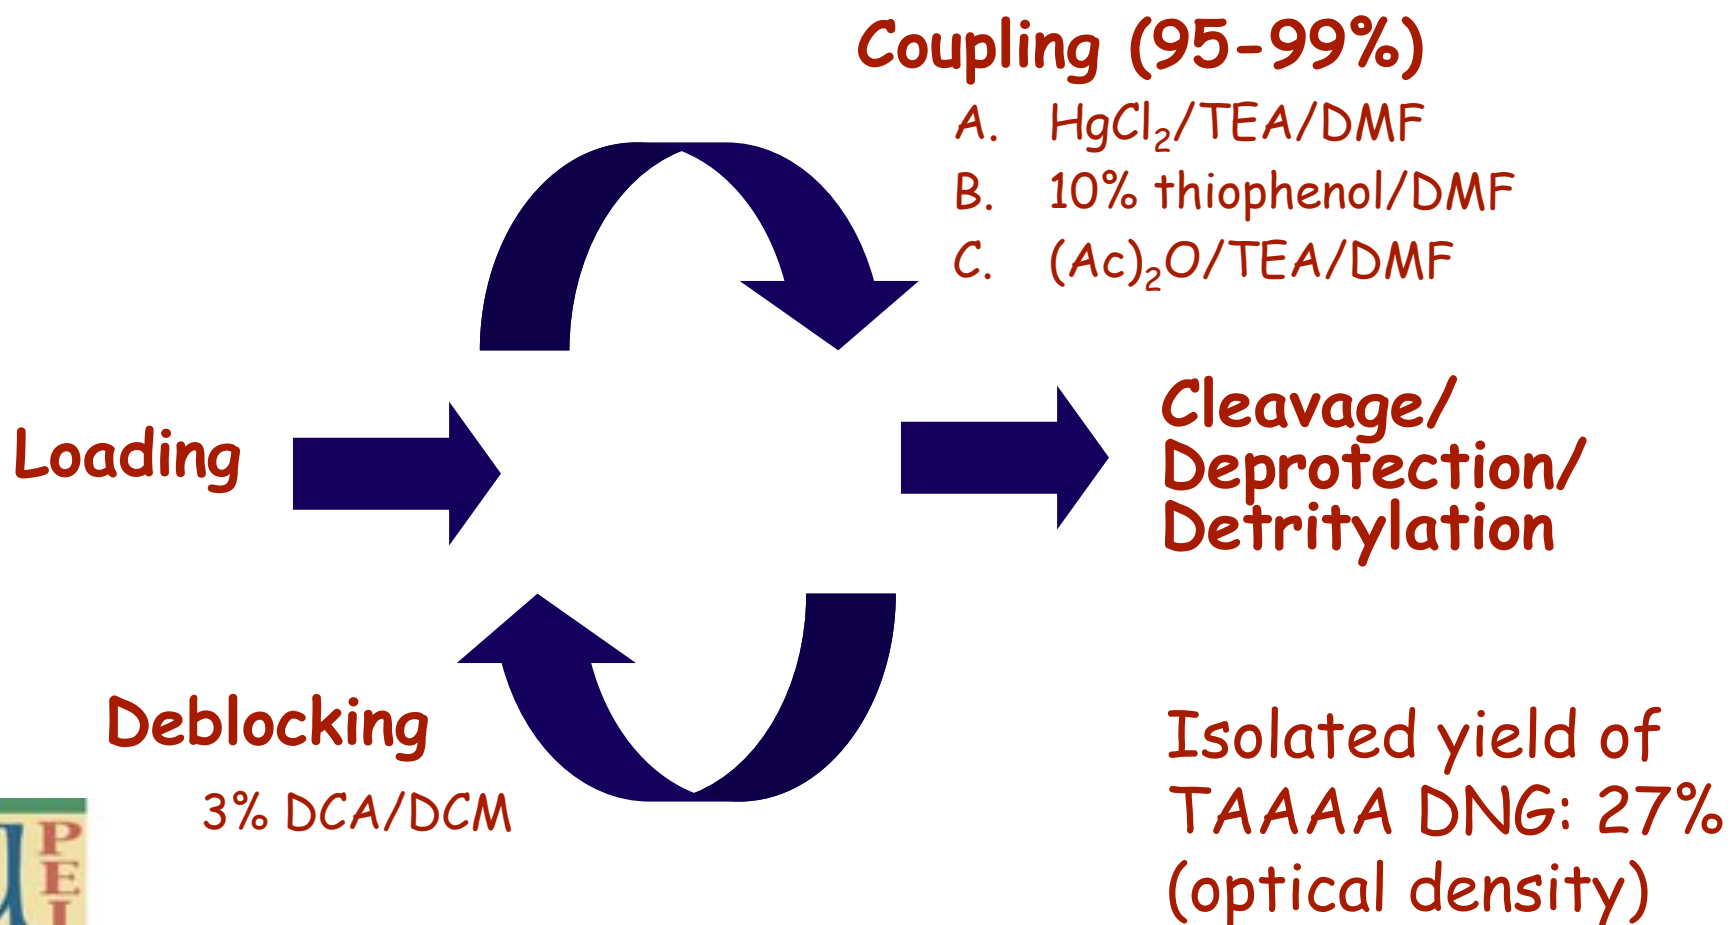 Coupling (95-99%)
A. HgCl₂/TEA/DMF
B. 10% thiophenol/DMF
C. (Ac)₂O/TEA/DMF
Loading
Cleavage/
Deprotection/
Detritylation
Deblocking
3% DCA/DCM
Isolated yield of
TAAAA DNG: 27%
(optical density)